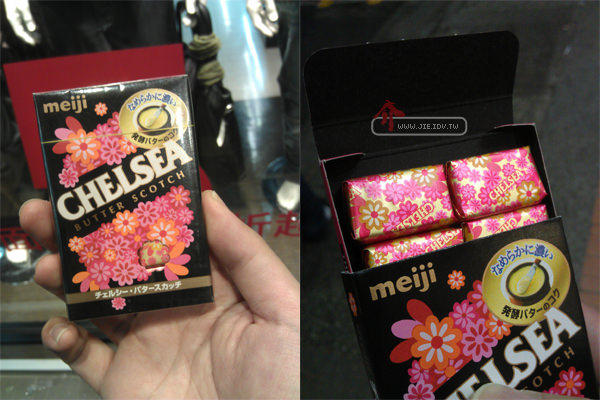 meiji
なめらかに濃い
発酵バターのコク
CHELSEA
BUTTER SCOTCH
チェルシー・バタースカッチ
WWW.JIE.IDV.TW
CHELSEA
CHELSEA
meiji
なめらかに濃い
発酵バターのコク
CHELSEA
SCOTCH